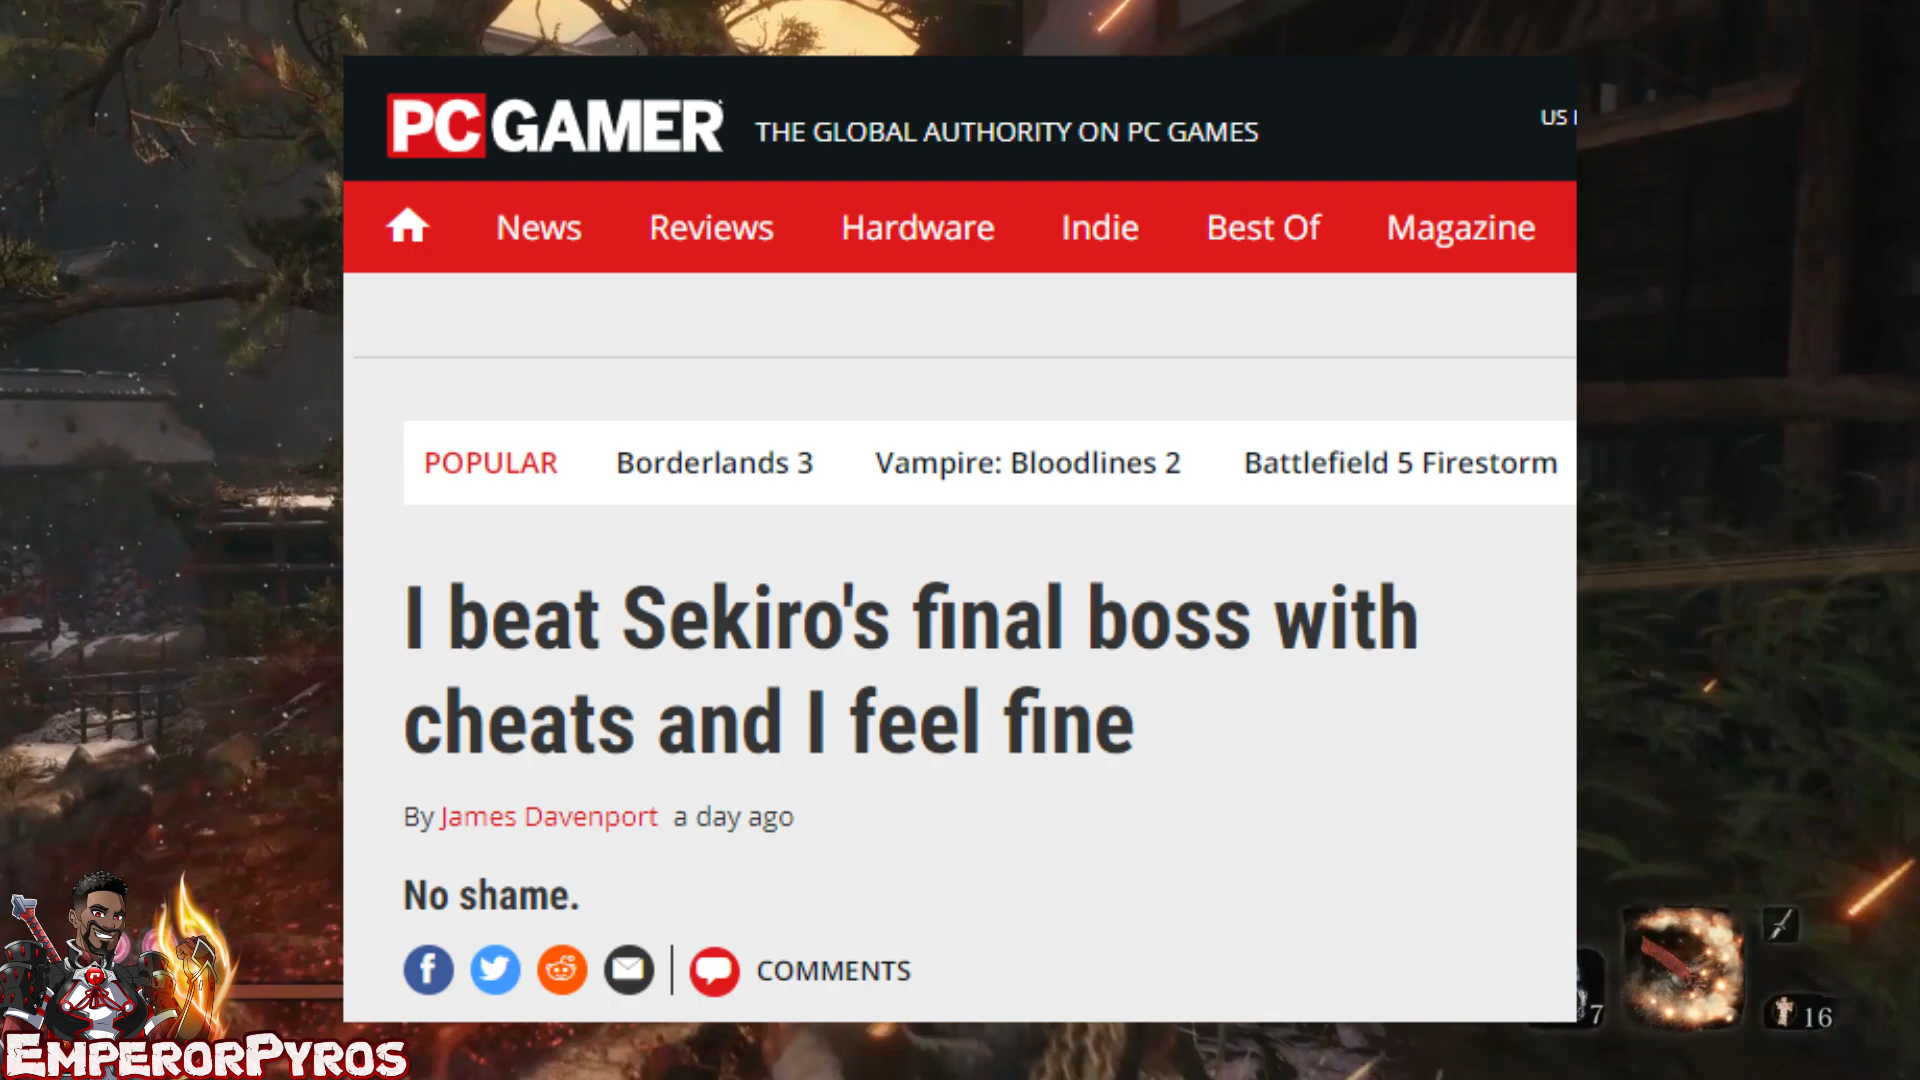 PC GAMER THE GLOBAL AUTHORITY ON PC GAMES US
News Reviews Hardware Indie Best Of Magazine
POPULAR Borderlands 3 Vampire: Bloodlines 2 Battlefield 5 Firestorm
I beat Sekiro's final boss with
cheats and I feel fine
By James Davenport a day ago
No shame.
COMMENTS
7
16
EMPERORPYROS